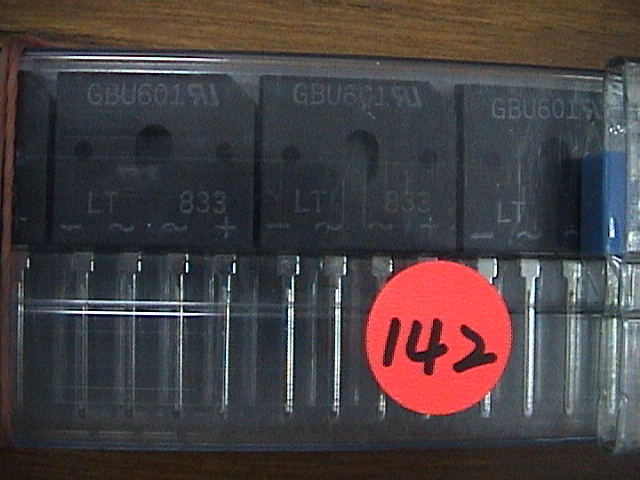 GBU601 GBU601 GBU601
LT 833 LT 833 LT
- ~ ~ + - ~ ~ + - ~
142